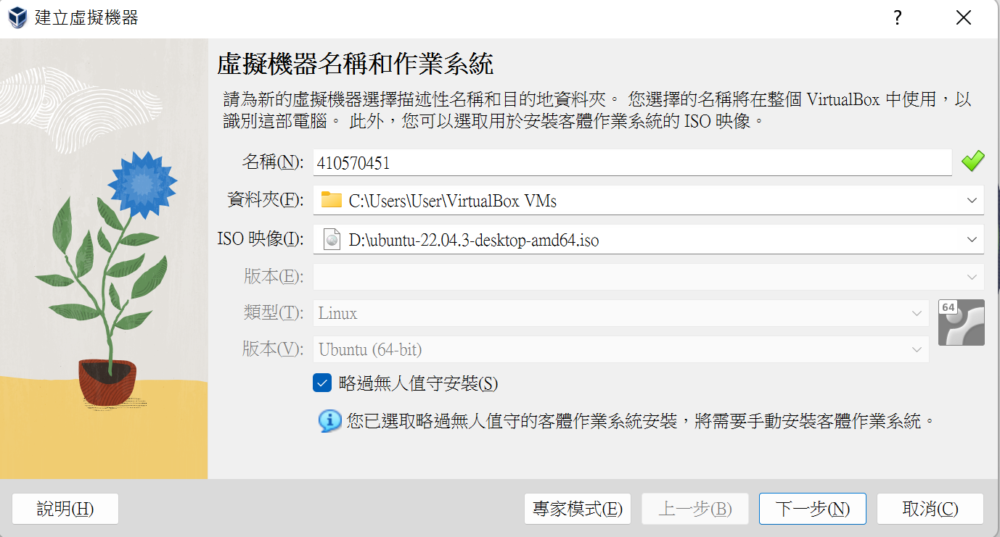 建立虛擬機器
?
虛擬機器名稱和作業系統
請為新的虛擬機器選擇描述性名稱和目的地資料夾。 您選擇的名稱將在整個 VirtualBox 中使用，以
識別這部電腦。 此外，您可以選取用於安裝客體作業系統的 ISO 映像。
名稱(N): 410570451
資料夾(F): C:\Users\User\VirtualBox VMs
ISO 映像(I): D:\ubuntu-22.04.3-desktop-amd64.iso
版本(E):
類型(T): Linux
64
版本(V): Ubuntu (64-bit)
略過無人值守安裝(S)
您已選取略過無人值守的客體作業系統安裝，將需要手動安裝客體作業系統。
說明(H) 專家模式(E) 上一步(B) 下一步(N) 取消(C)